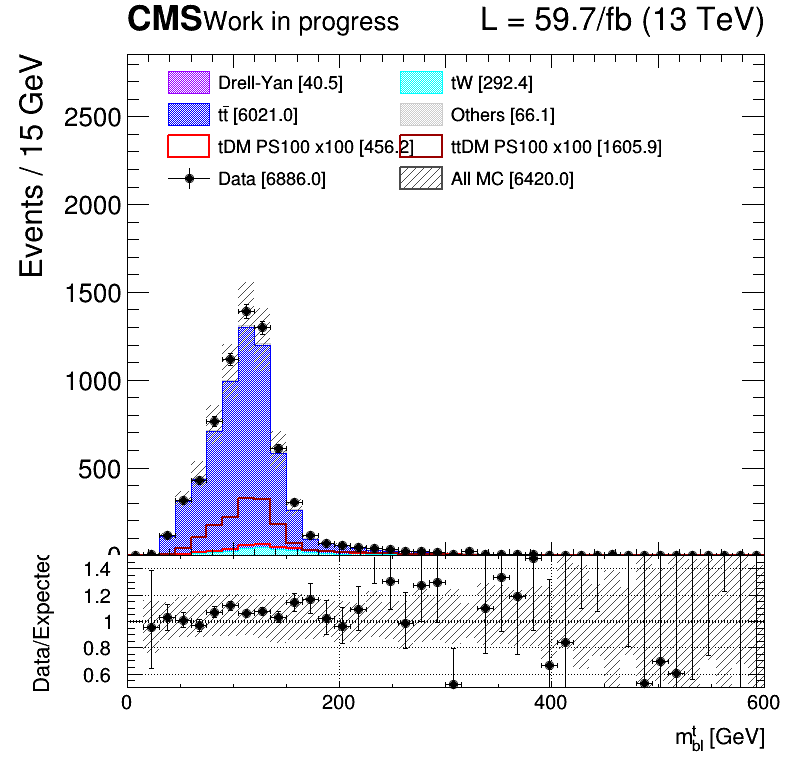 CMS Work in progress L = 59.7/fb (13 TeV)
Events / 15 GeV
Drell-Yan [40.5] tW [292.4]
tt̄ [6021.0] Others [66.1]
tDM PS100 x100 [456.2] ttDM PS100 x100 [1605.9]
Data [6886.0] All MC [6420.0]
2500
2000
1500
1000
500
0
Data/Expected
1.4
1.2
1
0.8
0.6
0 200 400 600
m^t_bl [GeV]